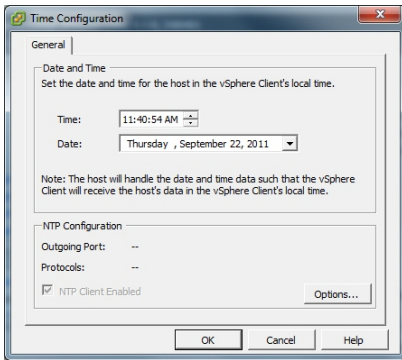 Time Configuration
General
Date and Time
Set the date and time for the host in the vSphere Client's local time.
Time: 11:40:54 AM
Date: Thursday , September 22, 2011
Note: The host will handle the date and time data such that the vSphere
Client will receive the host's data in the vSphere Client's local time.
NTP Configuration
Outgoing Port: --
Protocols: --
NTP Client Enabled
Options...
OK Cancel Help